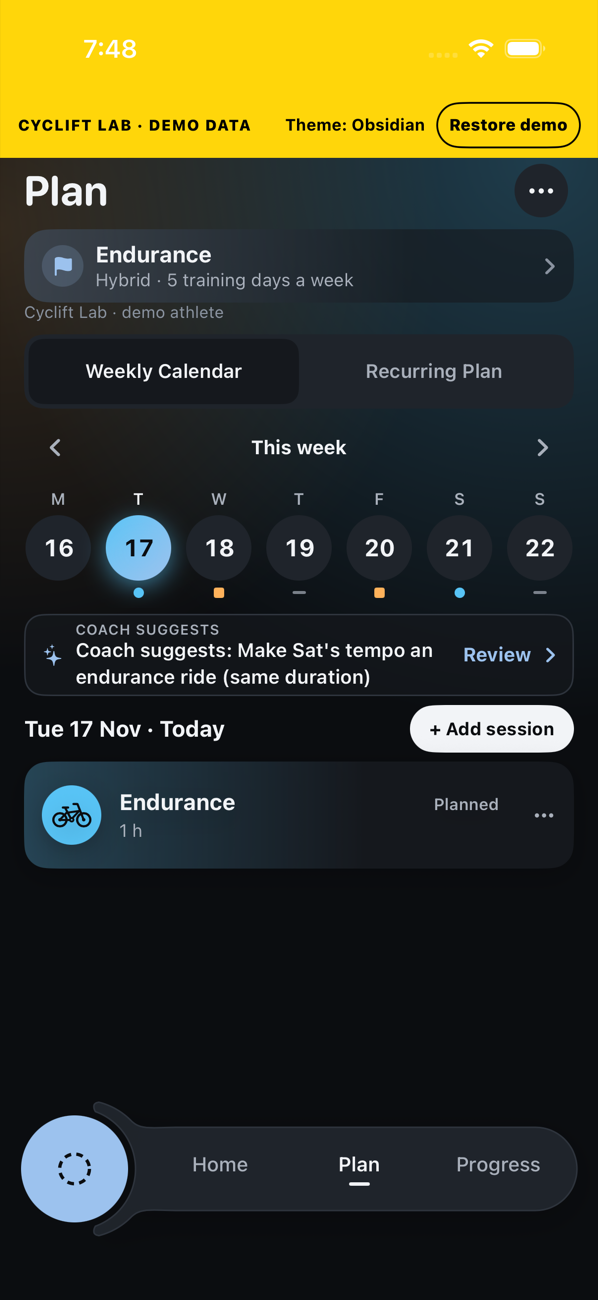 7:48
CYCLIFT LAB · DEMO DATA
Theme: Obsidian
Restore demo
Plan
Endurance
Hybrid · 5 training days a week
Cyclift Lab · demo athlete
Weekly Calendar
Recurring Plan
This week
M T W T F S S
16 17 18 19 20 21 22
COACH SUGGESTS
Coach suggests: Make Sat's tempo an
endurance ride (same duration)
Review
Tue 17 Nov · Today
+ Add session
Endurance
1 h
Planned
Home
Plan
Progress